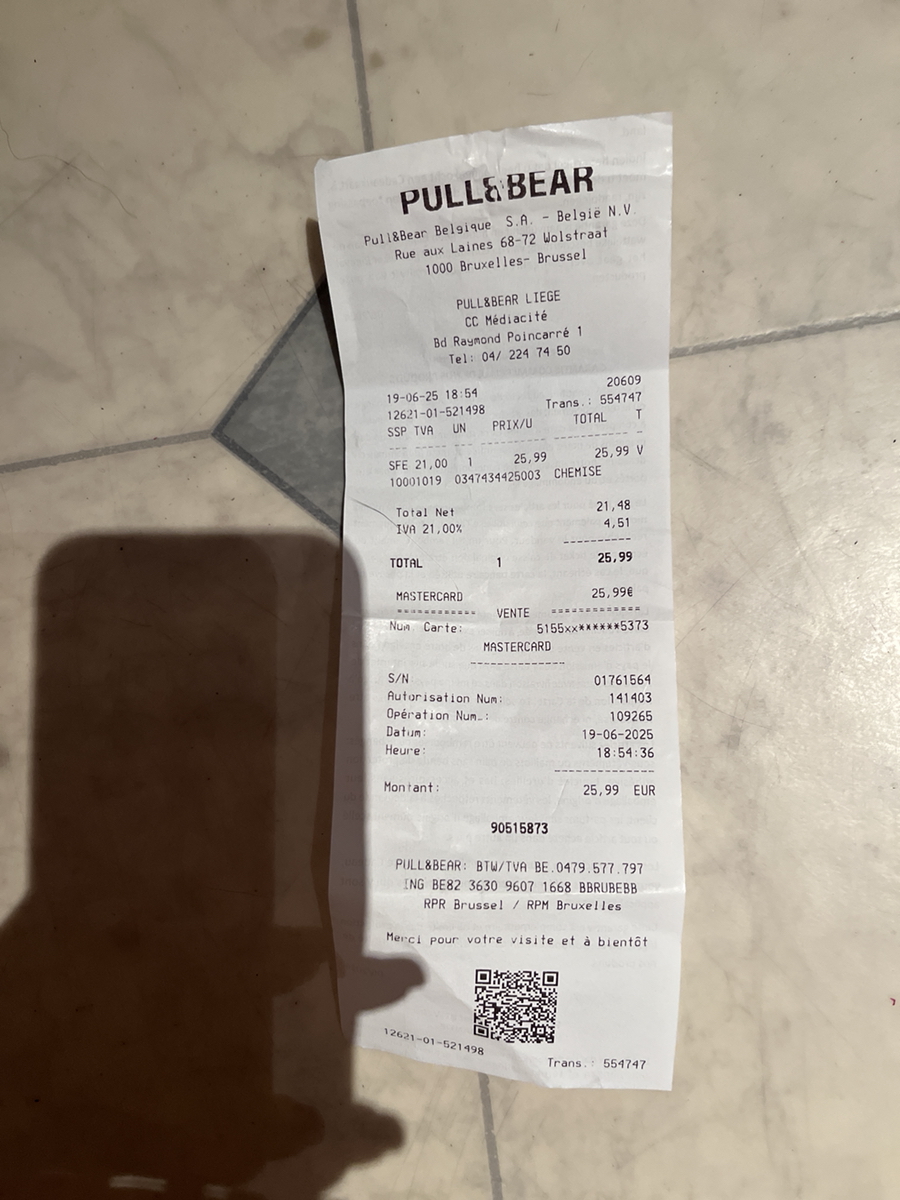 PULL&BEAR
Pull&Bear Belgique S.A. - België N.V.
Rue aux Laines 68-72 Wolstraat
1000 Bruxelles- Brussel
PULL&BEAR LIEGE
CC Médiacité
Bd Raymond Poincarré 1
Tel: 04/ 224 74 50
19-06-25 18:54 20609
12621-01-521498 Trans.: 554747
SSP TVA UN PRIX/U TOTAL T
--- --- --- ---------- ---------- -
SFE 21,00 1 25,99 25,99 V
10001019 0347434425003 CHEMISE
Total Net 21,48
IVA 21,00% 4,51
----------
TOTAL 1 25,99
MASTERCARD 25,99€
=========== VENTE ============
Num. Carte: 5155xx******5373
MASTERCARD
-------------
S/N 01761564
Autorisation Num: 141403
Opération Num.: 109265
Datum: 19-06-2025
Heure: 18:54:36
--------------
Montant: 25,99 EUR
90515873
PULL&BEAR: BTW/TVA BE.0479.577.797
ING BE82 3630 9607 1668 BBRUBEBB
RPR Brussel / RPM Bruxelles
Merci pour votre visite et à bientôt
12621-01-521498
Trans.: 554747